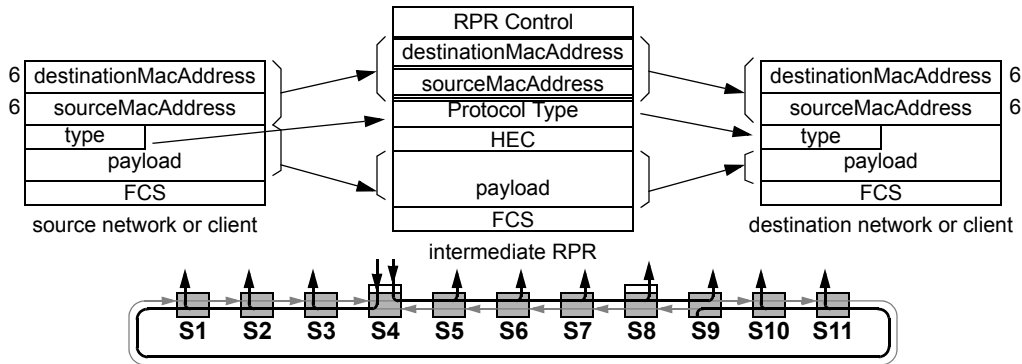 RPR Control
destinationMacAddress
sourceMacAddress
Protocol Type
HEC
payload
FCS
intermediate RPR
6 destinationMacAddress
6 sourceMacAddress
type
payload
FCS
source network or client
destinationMacAddress 6
sourceMacAddress 6
type
payload
FCS
destination network or client
S1 S2 S3 S4 S5 S6 S7 S8 S9 S10 S11